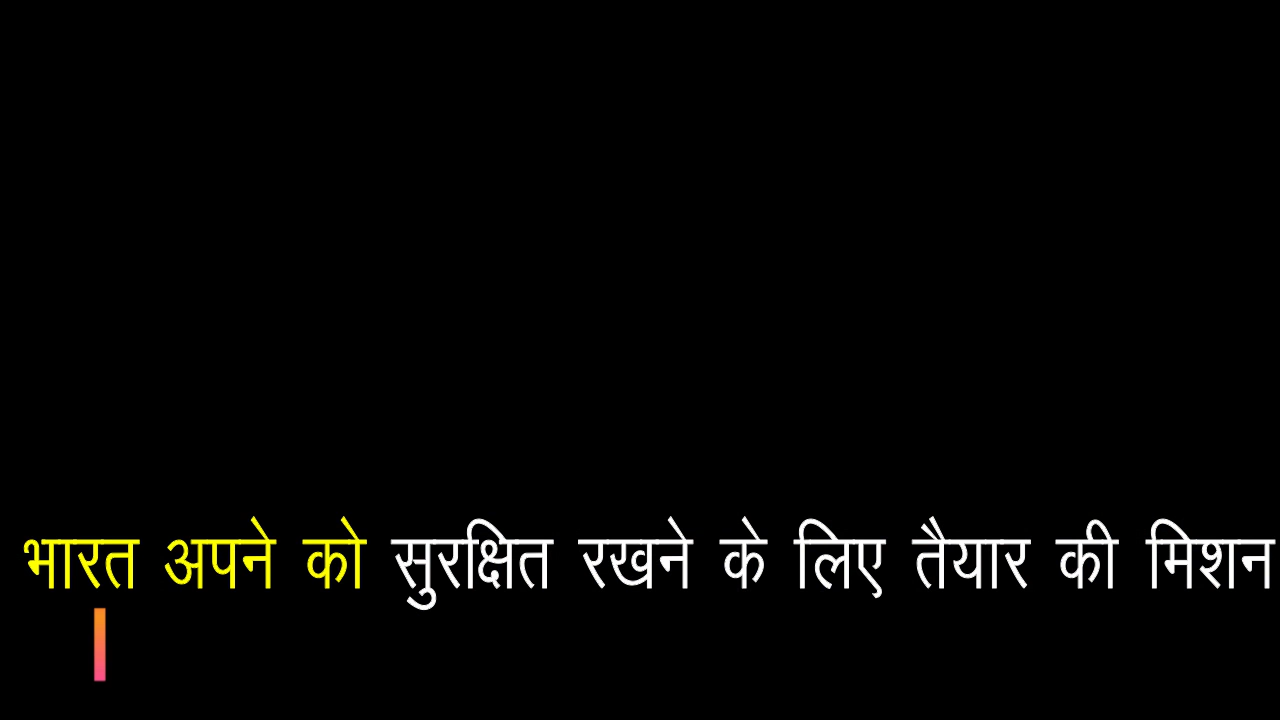 भारत अपने को सुरक्षित रखने के लिए तैयार की मिशन